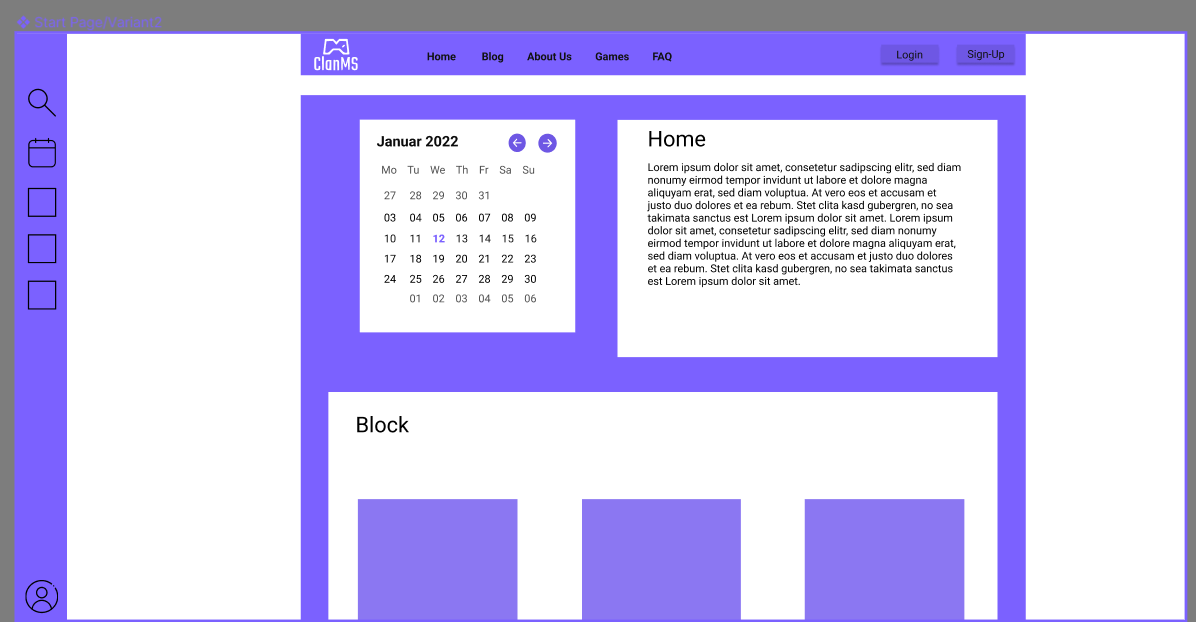 Start Page/Variant2
ClanMS
Home Blog About Us Games FAQ
Login Sign-Up
Januar 2022
Mo Tu We Th Fr Sa Su
27 28 29 30 31
03 04 05 06 07 08 09
10 11 12 13 14 15 16
17 18 19 20 21 22 23
24 25 26 27 28 29 30
01 02 03 04 05 06
Home
Lorem ipsum dolor sit amet, consetetur sadipscing elitr, sed diam
nonumy eirmod tempor invidunt ut labore et dolore magna
aliquyam erat, sed diam voluptua. At vero eos et accusam et
justo duo dolores et ea rebum. Stet clita kasd gubergren, no sea
takimata sanctus est Lorem ipsum dolor sit amet. Lorem ipsum
dolor sit amet, consetetur sadipscing elitr, sed diam nonumy
eirmod tempor invidunt ut labore et dolore magna aliquyam erat,
sed diam voluptua. At vero eos et accusam et justo duo dolores
et ea rebum. Stet clita kasd gubergren, no sea takimata sanctus
est Lorem ipsum dolor sit amet.
Block